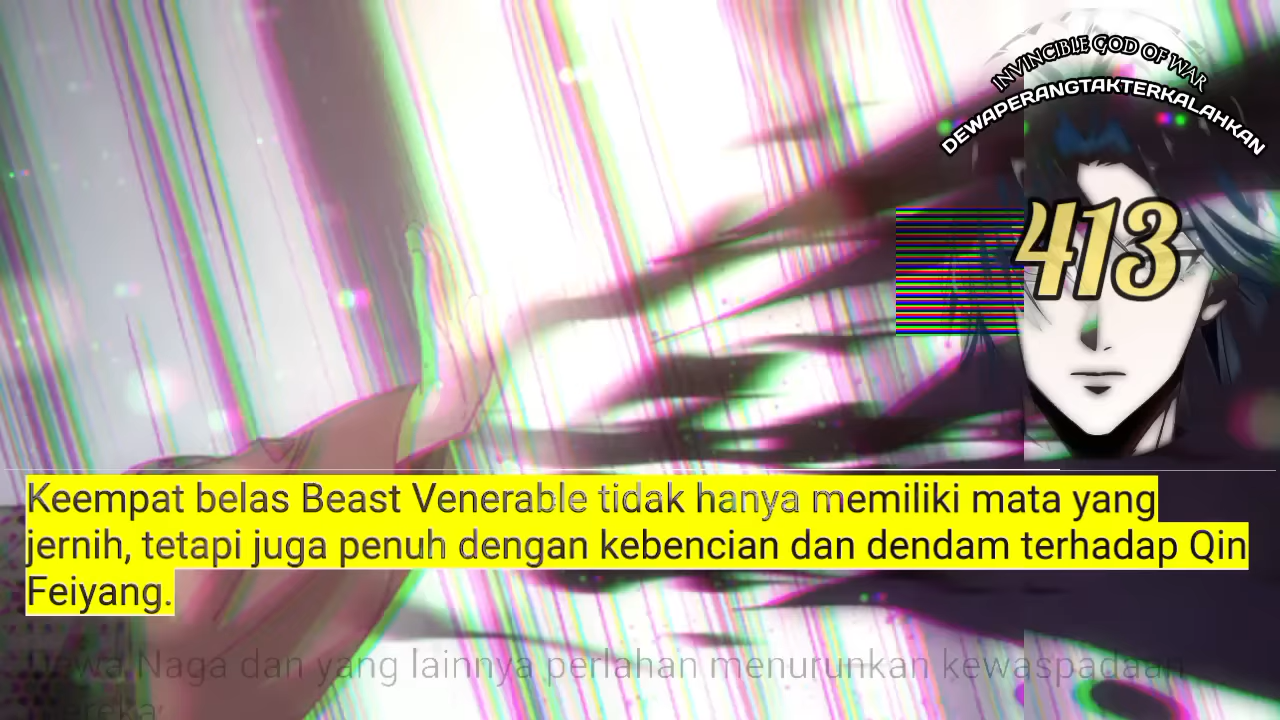 INVINCIBLE GOD OF WAR
DEWAPERANGTAKTERKALAHKAN
413
Keempat belas Beast Venerable tidak hanya memiliki mata yang
jernih, tetapi juga penuh dengan kebencian dan dendam terhadap Qin
Feiyang.
Dewa Naga dan yang lainnya perlahan menurunkan kewaspadaan
mereka.